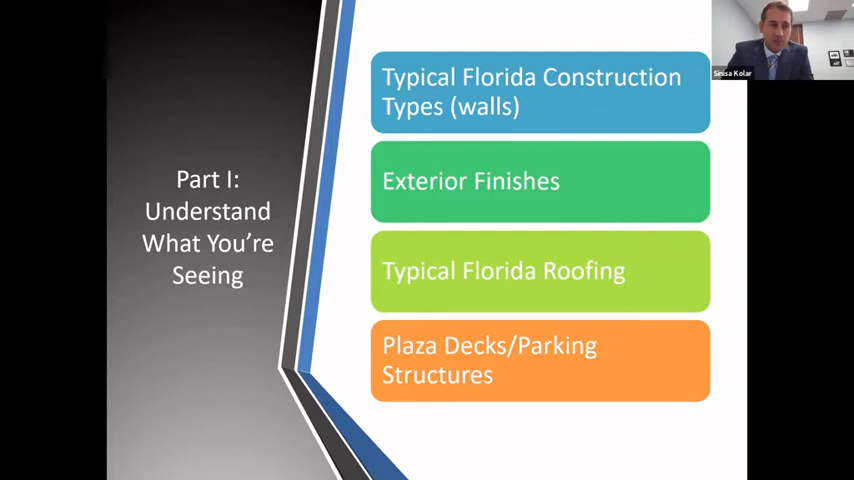 Part I:
Understand
What You're
Seeing
Typical Florida Construction
Types (walls)
Exterior Finishes
Typical Florida Roofing
Plaza Decks/Parking
Structures
Sinisa Kolar